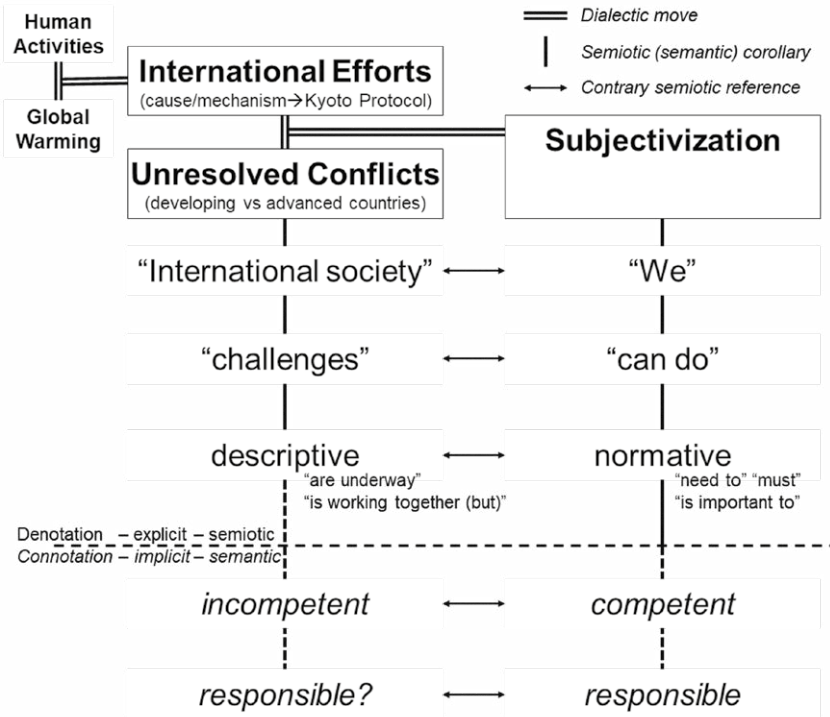 Human
Activities
Global
Warming
International Efforts
(cause/mechanism→Kyoto Protocol)
Dialectic move
Semiotic (semantic) corollary
Contrary semiotic reference
Unresolved Conflicts
(developing vs advanced countries)
Subjectivization
“International society”
“We”
“challenges”
“can do”
descriptive
“are underway”
“is working together (but)”
normative
“need to” “must”
“is important to”
Denotation – explicit – semiotic
Connotation – implicit – semantic
incompetent
competent
responsible?
responsible